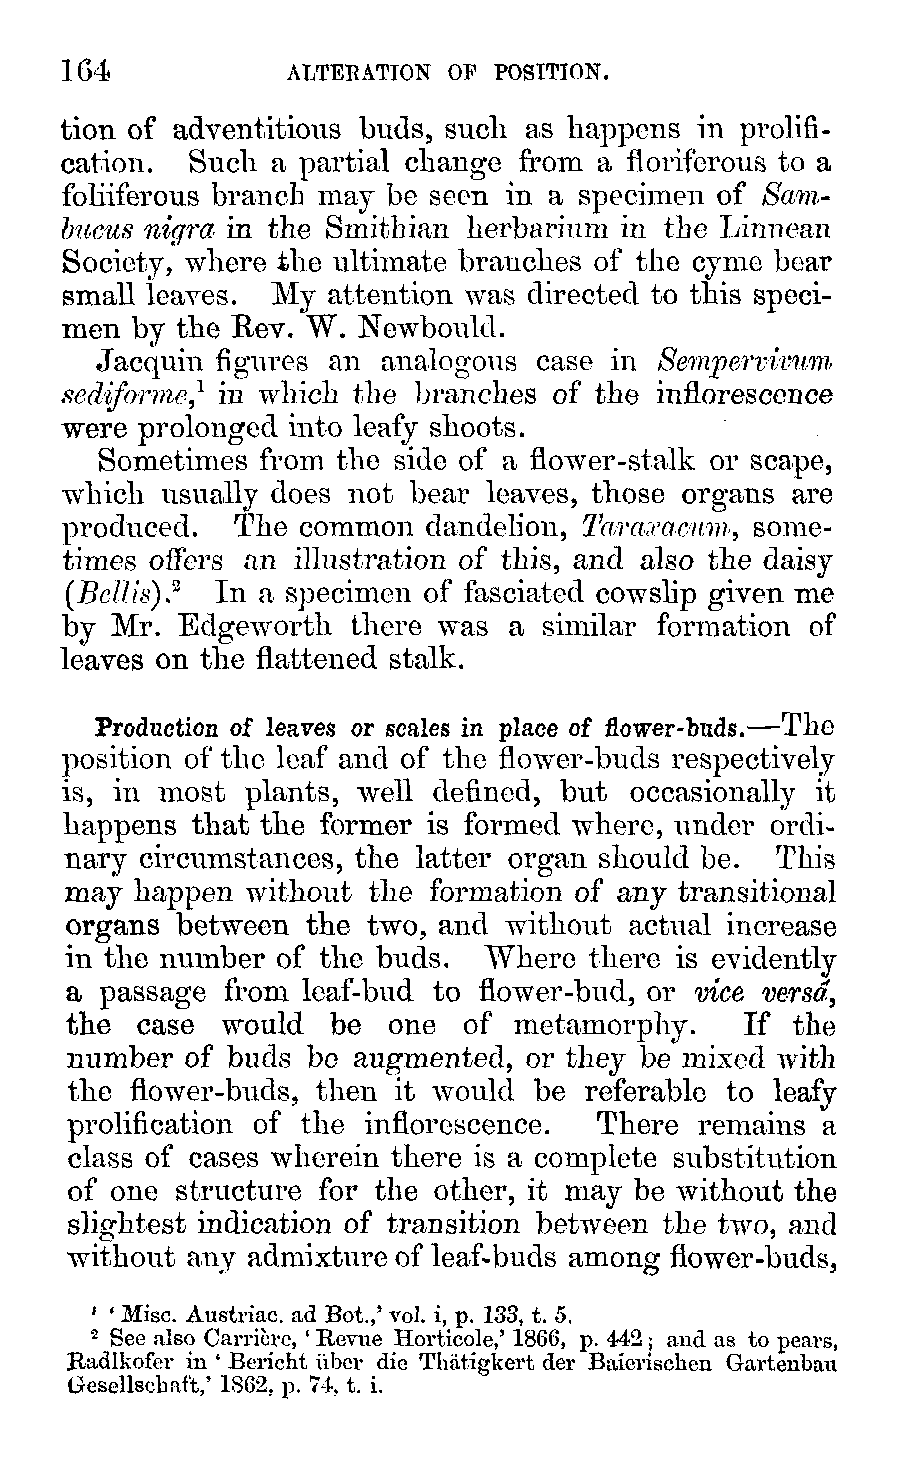 164 ALTERATION OF POSITION.
tion of adventitious buds, such as happens in prolifi-
cation. Such a partial change from a floriferous to a
foliiferous branch may be seen in a specimen of Sam-
bucus nigra in the Smithian herbarium in the Linnean
Society, where the ultimate branches of the cyme bear
small leaves. My attention was directed to this speci-
men by the Rev. W. Newbould.
Jacquin figures an analogous case in Sempervivum
sediforme,¹ in which the branches of the inflorescence
were prolonged into leafy shoots.
Sometimes from the side of a flower-stalk or scape,
which usually does not bear leaves, those organs are
produced. The common dandelion, Taraxacum, some-
times offers an illustration of this, and also the daisy
(Bellis).² In a specimen of fasciated cowslip given me
by Mr. Edgeworth there was a similar formation of
leaves on the flattened stalk.
Production of leaves or scales in place of flower-buds.—The
position of the leaf and of the flower-buds respectively
is, in most plants, well defined, but occasionally it
happens that the former is formed where, under ordi-
nary circumstances, the latter organ should be. This
may happen without the formation of any transitional
organs between the two, and without actual increase
in the number of the buds. Where there is evidently
a passage from leaf-bud to flower-bud, or vice versâ,
the case would be one of metamorphy. If the
number of buds be augmented, or they be mixed with
the flower-buds, then it would be referable to leafy
prolification of the inflorescence. There remains a
class of cases wherein there is a complete substitution
of one structure for the other, it may be without the
slightest indication of transition between the two, and
without any admixture of leaf-buds among flower-buds,
¹ ‘Misc. Austriac. ad Bot.,’ vol. i, p. 133, t. 5.
² See also Carrière, ‘Revue Horticole,’ 1866, p. 442; and as to pears,
Radlkofer in ‘Bericht über die Thätigkert der Baierischen Gartenbau
Gesellschaft,’ 1862, p. 74, t. i.